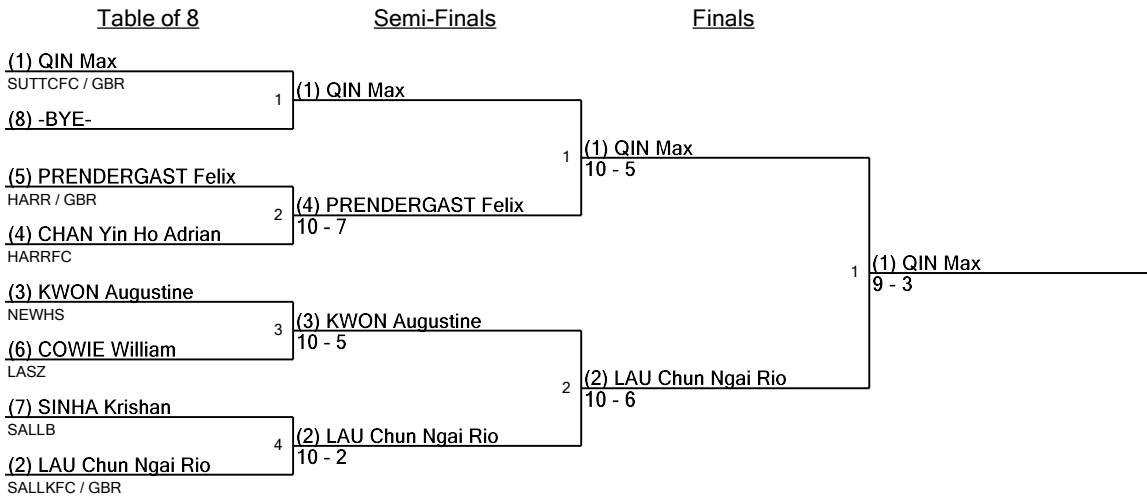 Table of 8
Semi-Finals
Finals
(1) QIN Max
SUTTCFC / GBR
1
(8) -BYE-
(5) PRENDERGAST Felix
HARR / GBR
2
(4) CHAN Yin Ho Adrian
HARRFC
(3) KWON Augustine
NEWHS
3
(6) COWIE William
LASZ
(7) SINHA Krishan
SALLB
4
(2) LAU Chun Ngai Rio
SALLKFC / GBR
(1) QIN Max
1
(4) PRENDERGAST Felix
10 - 7
(3) KWON Augustine
10 - 5
2
(2) LAU Chun Ngai Rio
10 - 2
(1) QIN Max
10 - 5
1
(2) LAU Chun Ngai Rio
10 - 6
(1) QIN Max
9 - 3